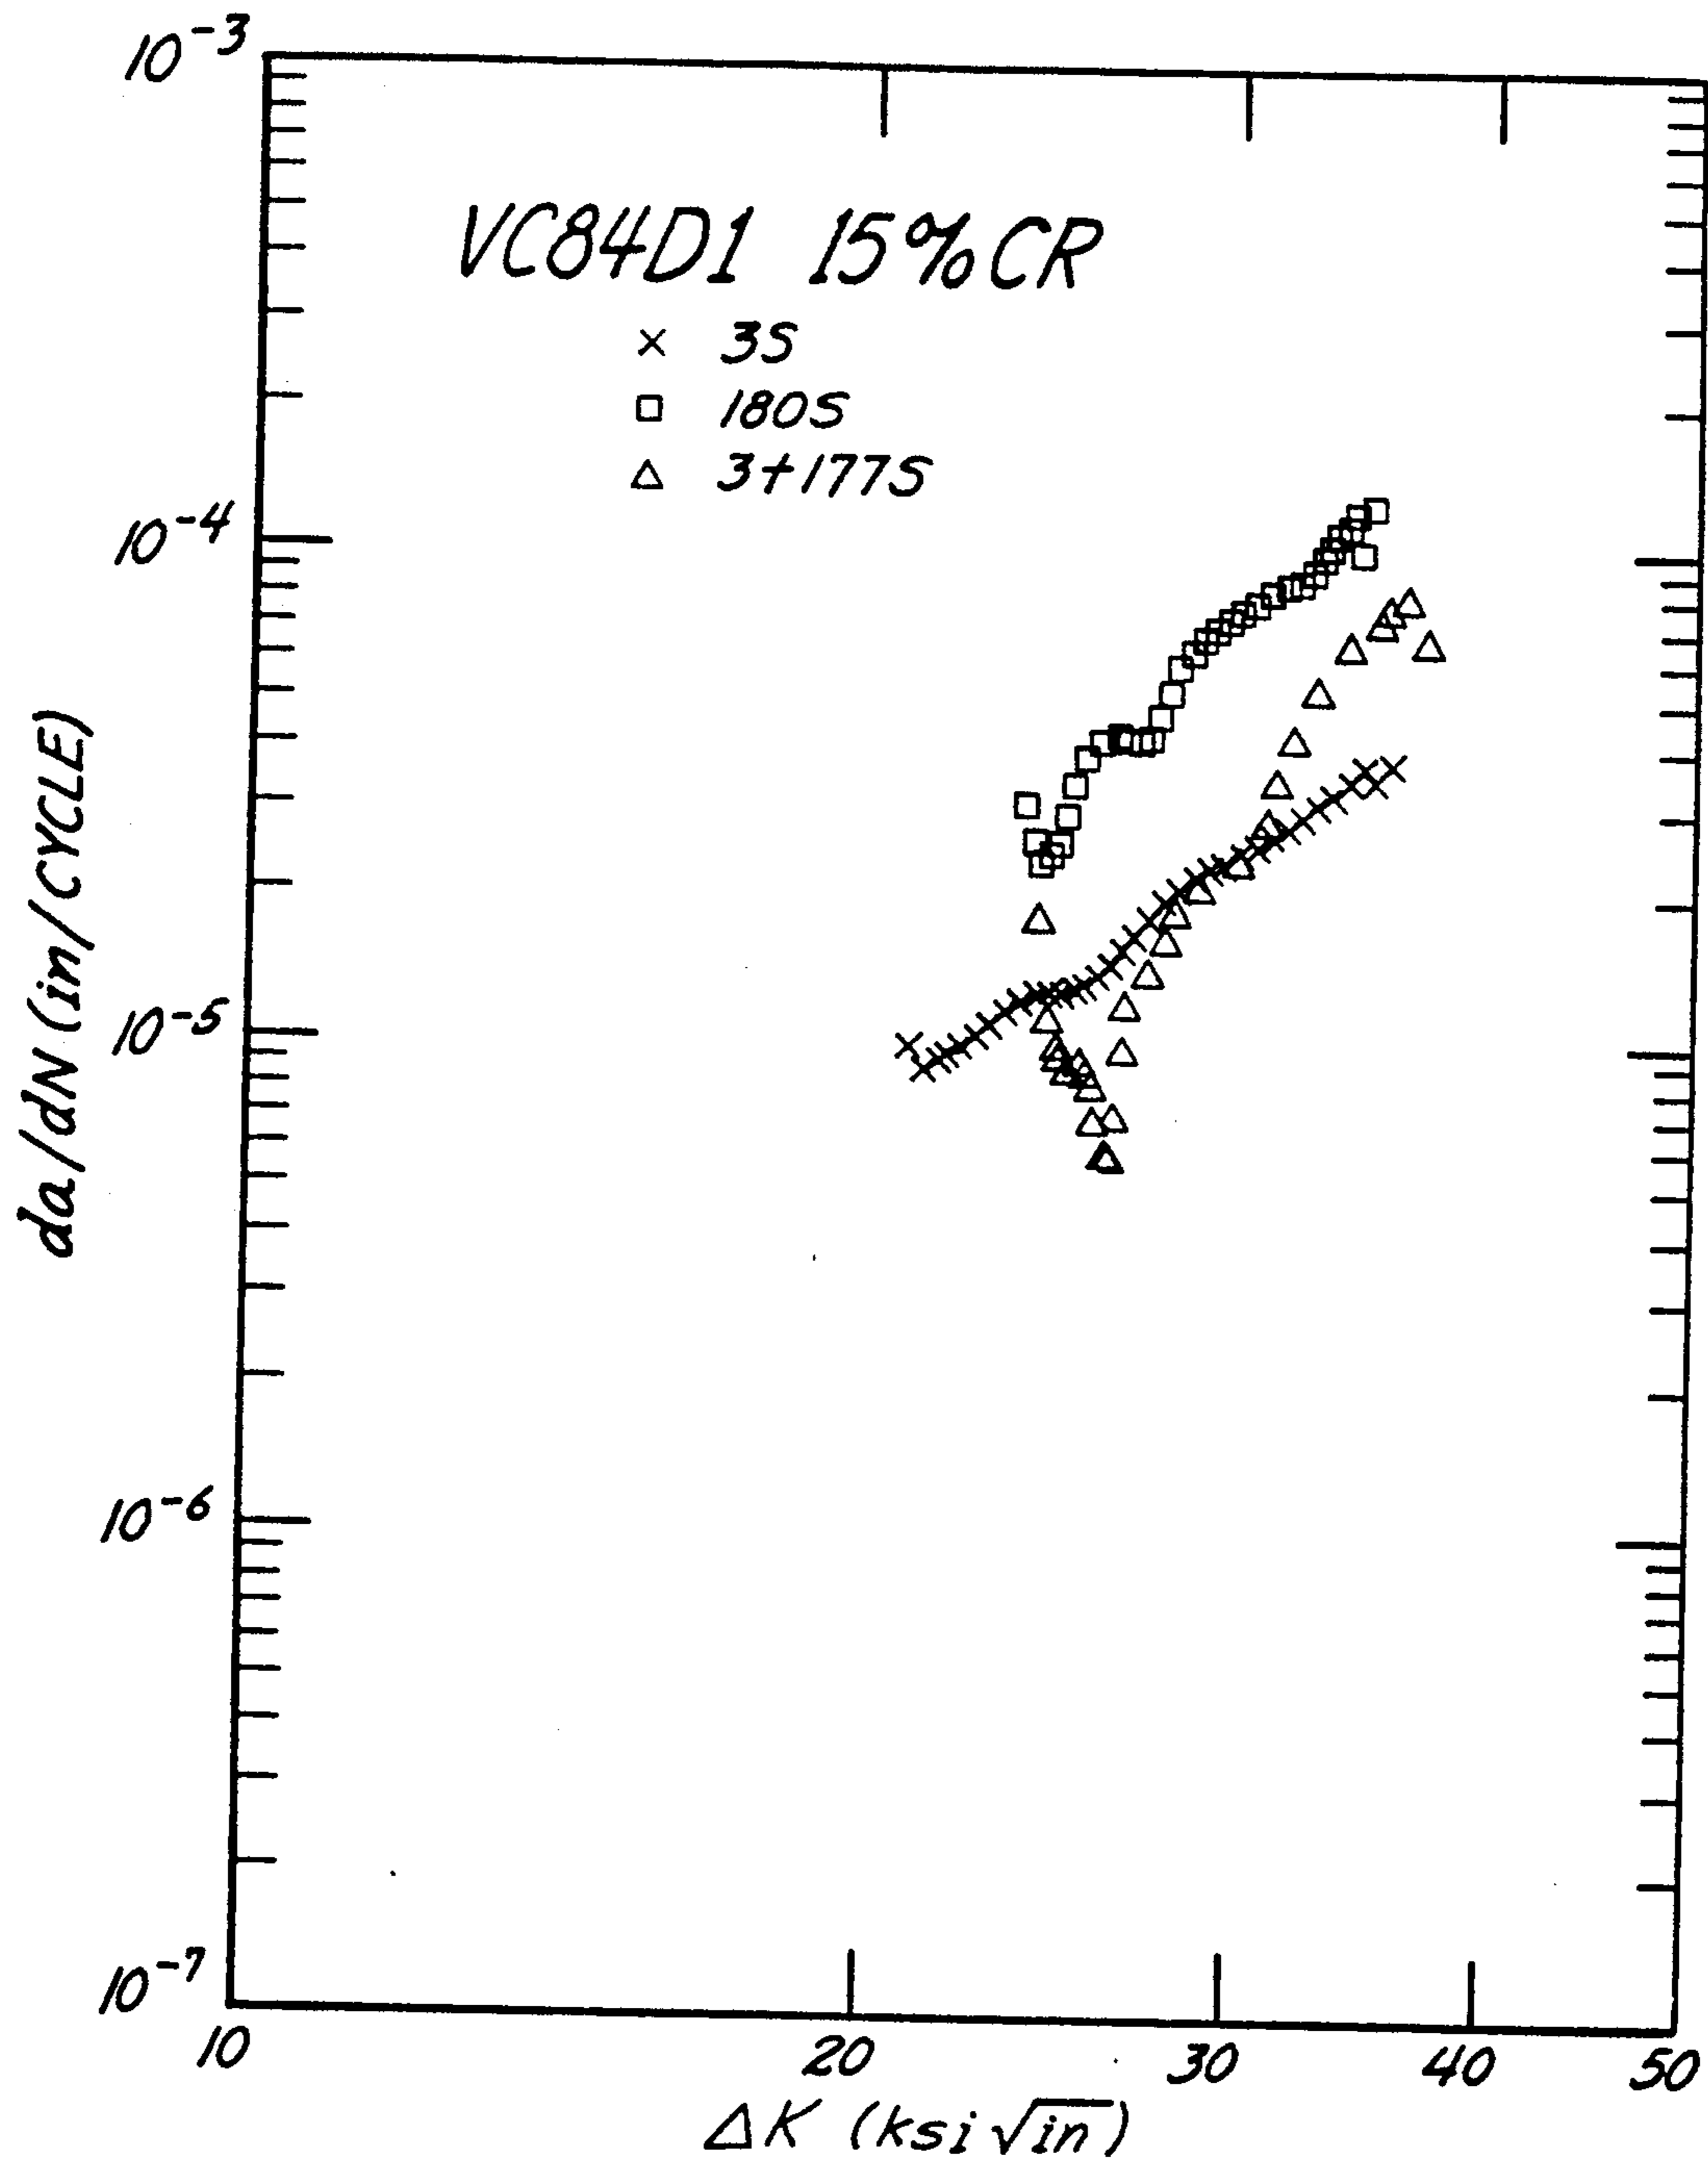 10⁻³
VC84D1 15%CR
× 3S
□ 180S
△ 3+177S
10⁻⁴
da/dN (in/CYCLE)
10⁻⁵
10⁻⁶
10⁻⁷
10 20 30 40 50
ΔK (ksi√in)